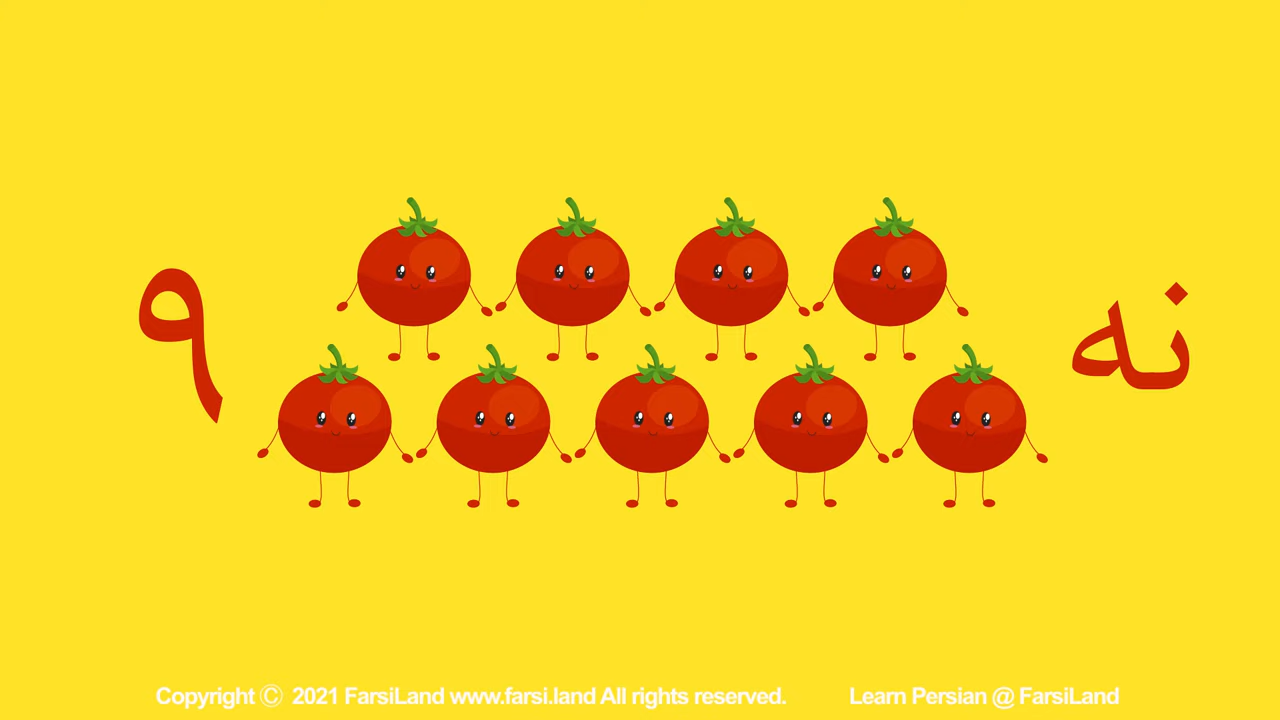 نه
۹
Copyright © 2021 FarsiLand www.farsi.land All rights reserved. Learn Persian @ FarsiLand